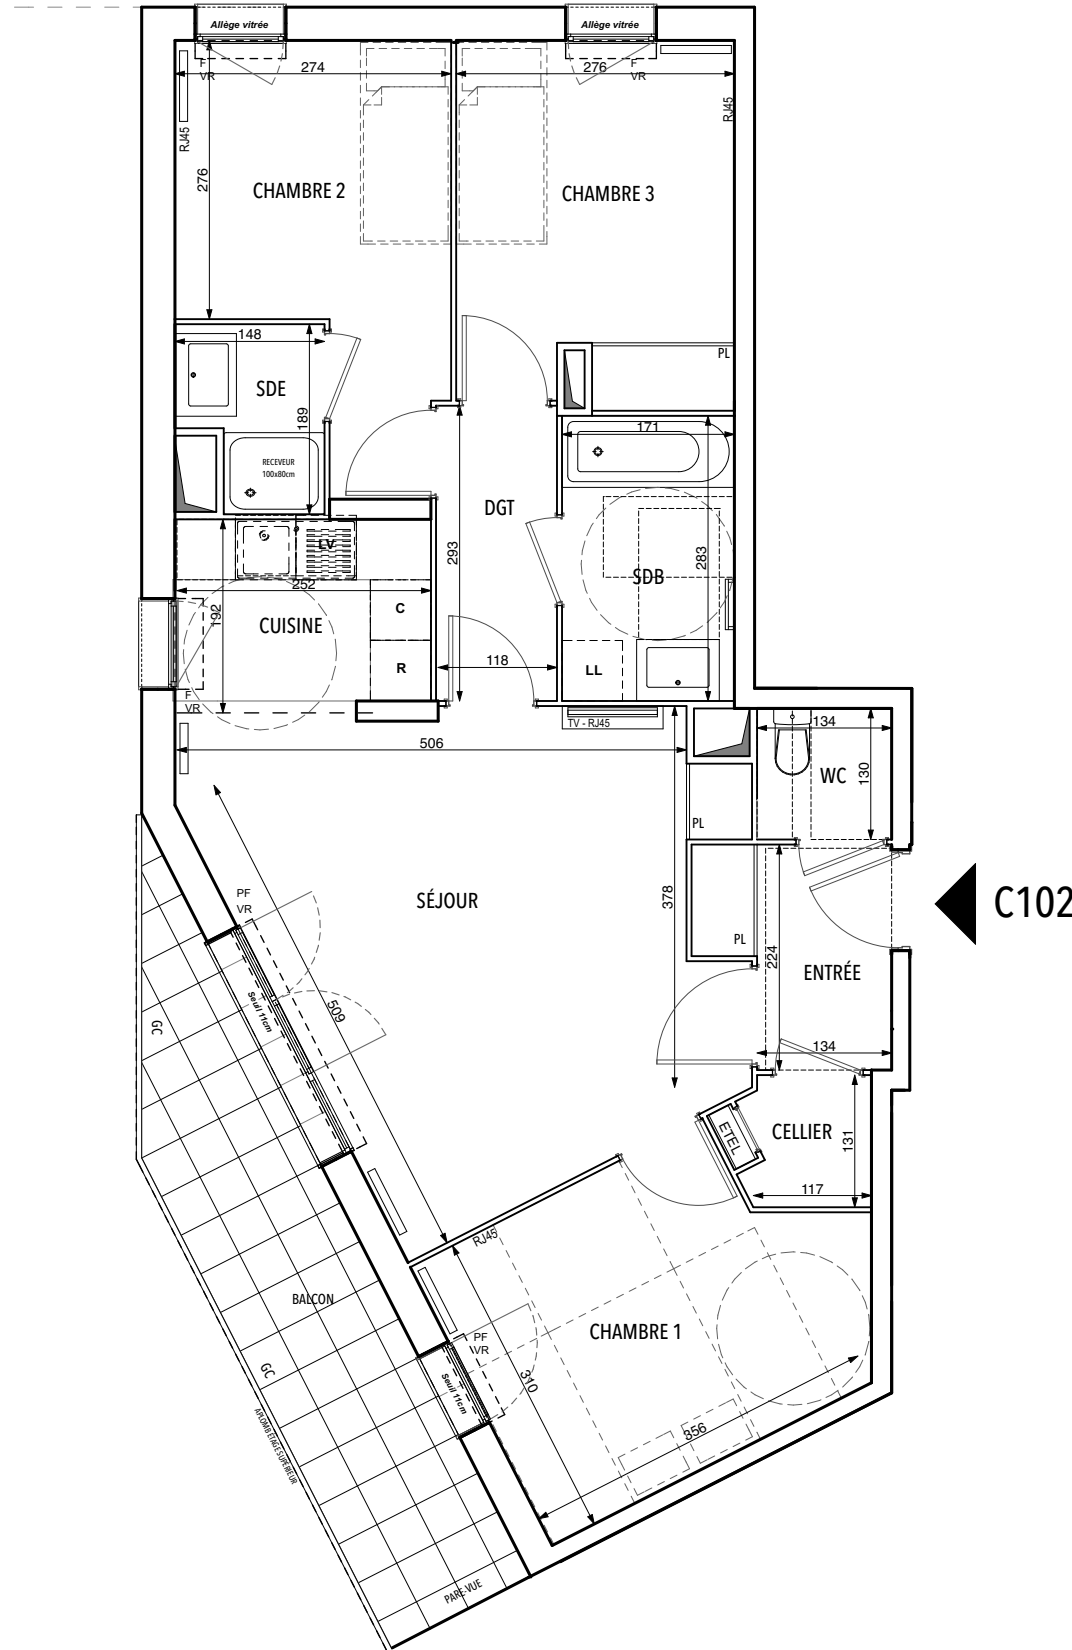 Allège vitrée
Allège vitrée
F
VR
274
276
F
VR
RJ45
RJ45
276
CHAMBRE 2
CHAMBRE 3
148
SDE
189
PL
171
RECEVEUR
100x80cm
DGT
LV
293
283
252
SDB
192
C
CUISINE
118
LL
R
F
VR
TV - RJ45
134
506
WC
130
PL
PF
VR
SÉJOUR
378
C102
PL
224
ENTRÉE
Seuil 11cm
509
GC
134
ETEL
CELLIER
131
117
RJ45
BALCON
CHAMBRE 1
PF
VR
GC
310
Seuil 11cm
356
APLOMB ETAGE SUPERIEUR
PARE-VUE